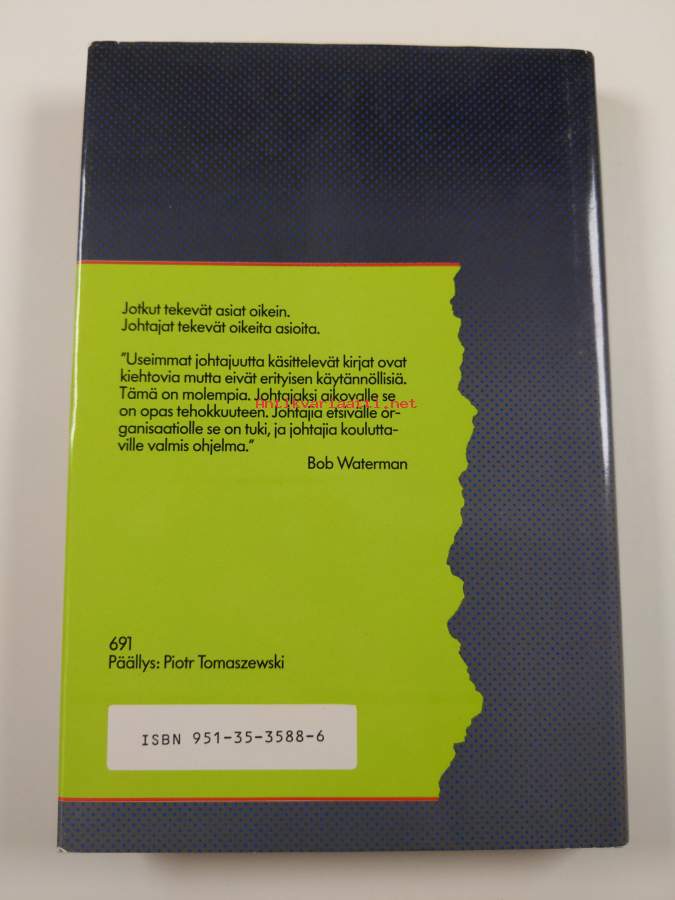 Jotkut tekevät asiat oikein.
Johtajat tekevät oikeita asioita.
"Useimmat johtajuutta käsittelevät kirjat ovat
kiehtovia mutta eivät erityisen käytännöllisiä.
Tämä on molempia. Johtajaksi aikovalle se
on opas tehokkuuteen. Johtajia etsivälle or-
ganisaatiolle se on tuki, ja johtajia koulutta-
ville valmis ohjelma."
Bob Waterman
Antikvariaatti.net
691
Päällys: Piotr Tomaszewski
ISBN 951-35-3588-6